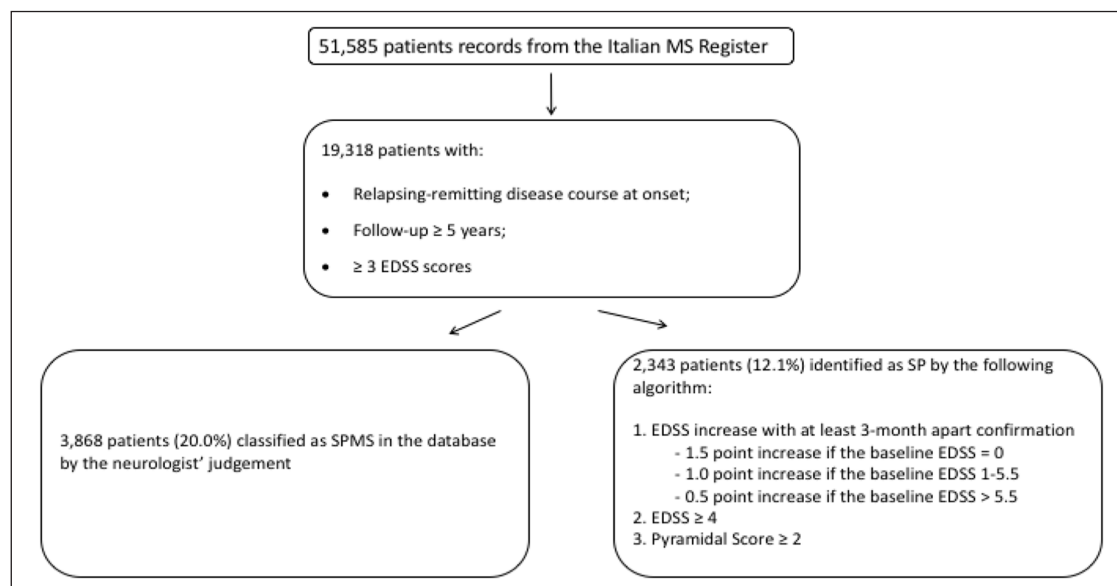 51,585 patients records from the Italian MS Register
19,318 patients with:
• Relapsing-remitting disease course at onset;
• Follow-up ≥ 5 years;
• ≥ 3 EDSS scores
3,868 patients (20.0%) classified as SPMS in the database
by the neurologist’ judgement
2,343 patients (12.1%) identified as SP by the following
algorithm:
1. EDSS increase with at least 3-month apart confirmation
- 1.5 point increase if the baseline EDSS = 0
- 1.0 point increase if the baseline EDSS 1-5.5
- 0.5 point increase if the baseline EDSS > 5.5
2. EDSS ≥ 4
3. Pyramidal Score ≥ 2